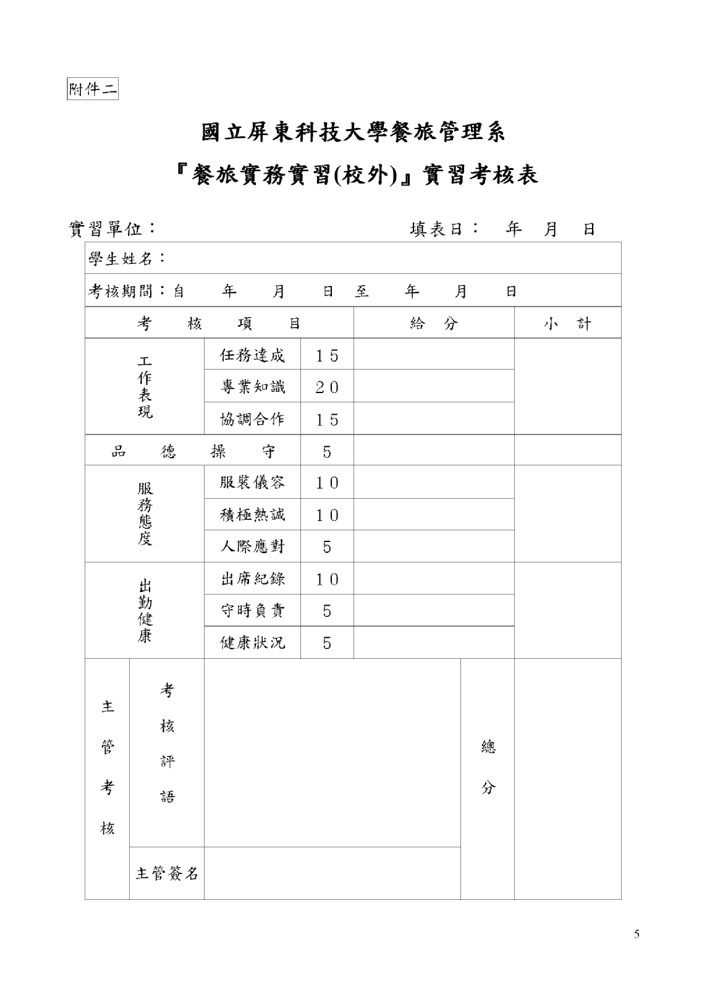 附件二
國立屏東科技大學餐旅管理系
『餐旅實務實習(校外)』實習考核表
實習單位： 填表日： 年 月 日
學生姓名：
考核期間：自 年 月 日 至 年 月 日
考核項目 給分 小計
工作表現
任務達成 15
專業知識 20
協調合作 15
品德操守 5
服務態度
服裝儀容 10
積極熱誠 10
人際應對 5
出勤健康
出席紀錄 10
守時負責 5
健康狀況 5
主管考核
考核評語
總分
主管簽名
5